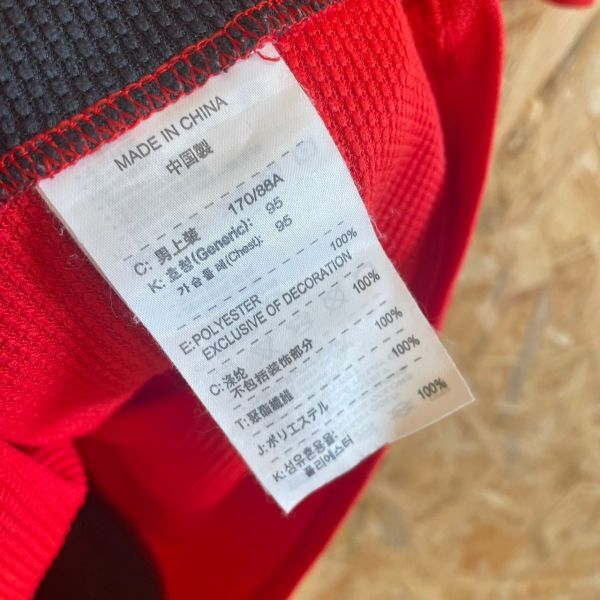 MADE IN CHINA
中国製
C: 男上装 170/88A
K: 호칭(Generic): 95
가슴둘레(Chest): 95
E:POLYESTER 100%
EXCLUSIVE OF DECORATION
C:涤纶 100%
不包括装饰部分
T:聚酯纖維 100%
J:ポリエステル 100%
K:섬유혼용율: 100%
폴리에스터